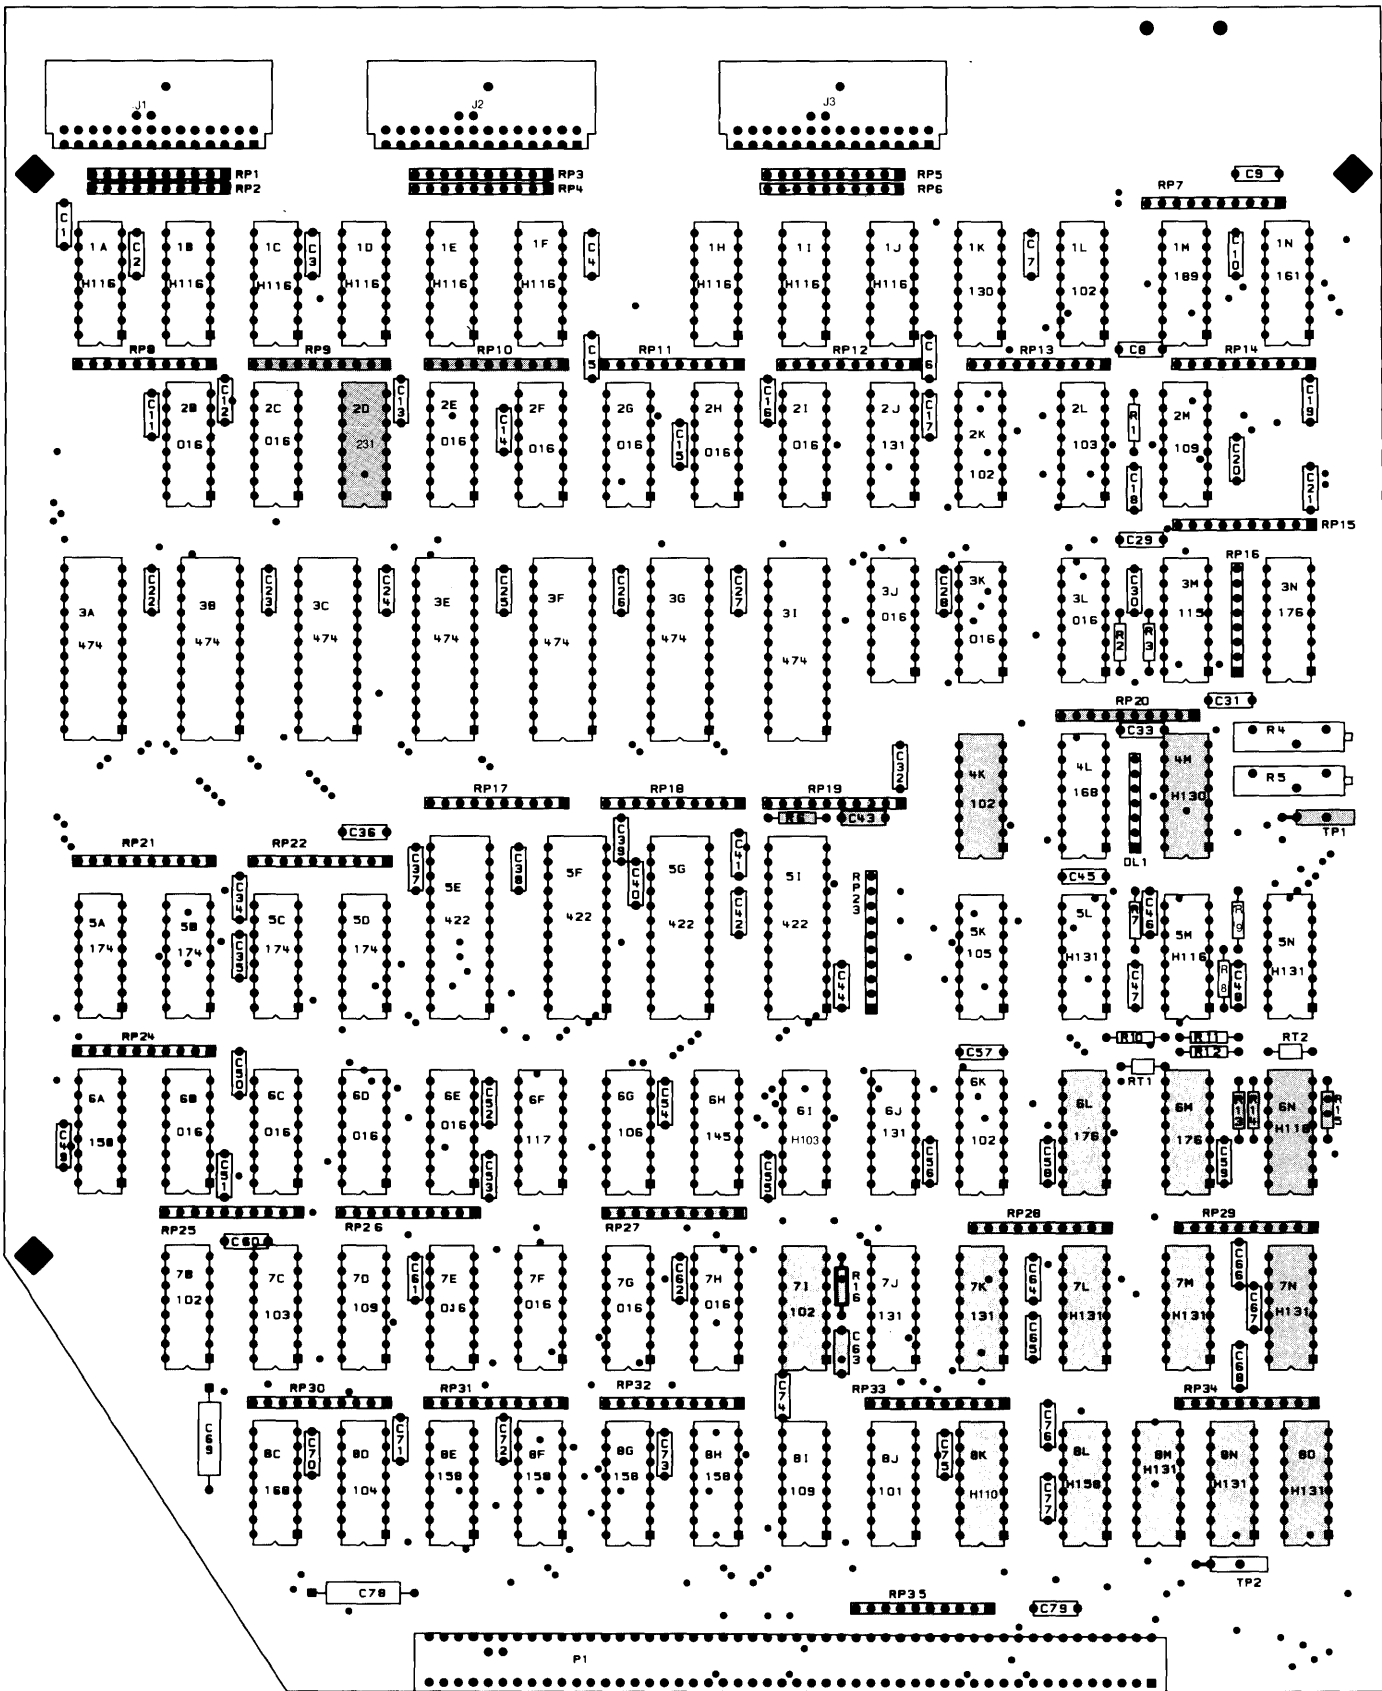 J1 J2 J3
RP1 RP3 RP5
RP2 RP4 RP6
C9
RP7
C1 C2 C3 C4 C7 C10
1A 1B 1C 1D 1E 1F 1H 1I 1J 1K 1L 1M 1N
H116 H116 H116 H116 H116 H116 H116 H116 H116 130 102 189 161
RP8 RP9 RP10 C5 RP11 RP12 C6 RP13 C8 RP14
C11 C12 C13 C14 C15 C16 C17 R1 C18 C19 C20 C21
2B 2C 2D 2E 2F 2G 2H 2I 2J 2K 2L 2M
016 016 231 016 016 016 016 016 131 102 103 109
RP15
C29
RP16
C22 C23 C24 C25 C26 C27 C28 C30
3A 3B 3C 3E 3F 3G 3I 3J 3K 3L 3M 3N
474 474 474 474 474 474 474 016 016 016 115 176
R2 R3
RP20 C31
C33 R4
C32
4K 4L 4M
102 168 H130
R5
RP17 RP18 RP19
R6 C43
TP1
DL1
C36
RP21 RP22
C37 C38 C39 C40 C41 C42 RP23 C45
C34 C35 C44 R7 C46 C47 R8 R9 C48
5A 5B 5C 5D 5E 5F 5G 5I 5K 5L 5M 5N
174 174 174 174 422 422 422 422 105 H131 H116 H131
RP24 R10 R11 RT2
C50 C57 R12
RT1
C49 C51 C52 C53 C54 C55 C56 C58 C59 R13 R14 R15
6A 6B 6C 6D 6E 6F 6G 6H 6I 6J 6K 6L 6M 6N
158 016 016 016 016 117 106 145 H103 131 102 176 176 H116
RP25 RP26 RP27 RP28 RP29
C60
C61 C62 R16 C63 C64 C65 C66 C67 C68
7B 7C 7D 7E 7F 7G 7H 7I 7J 7K 7L 7M 7N
102 103 109 016 016 016 016 102 131 131 H131 H131 H131
RP30 RP31 RP32 C74 RP33 RP34
C69 C70 C71 C72 C73 C75 C76 C77
8C 8D 8E 8F 8G 8H 8I 8J 8K 8L 8M 8N 8O
168 104 158 158 158 158 109 101 H110 H158 H131 H131 H131
TP2
C78 RP35 C79
P1